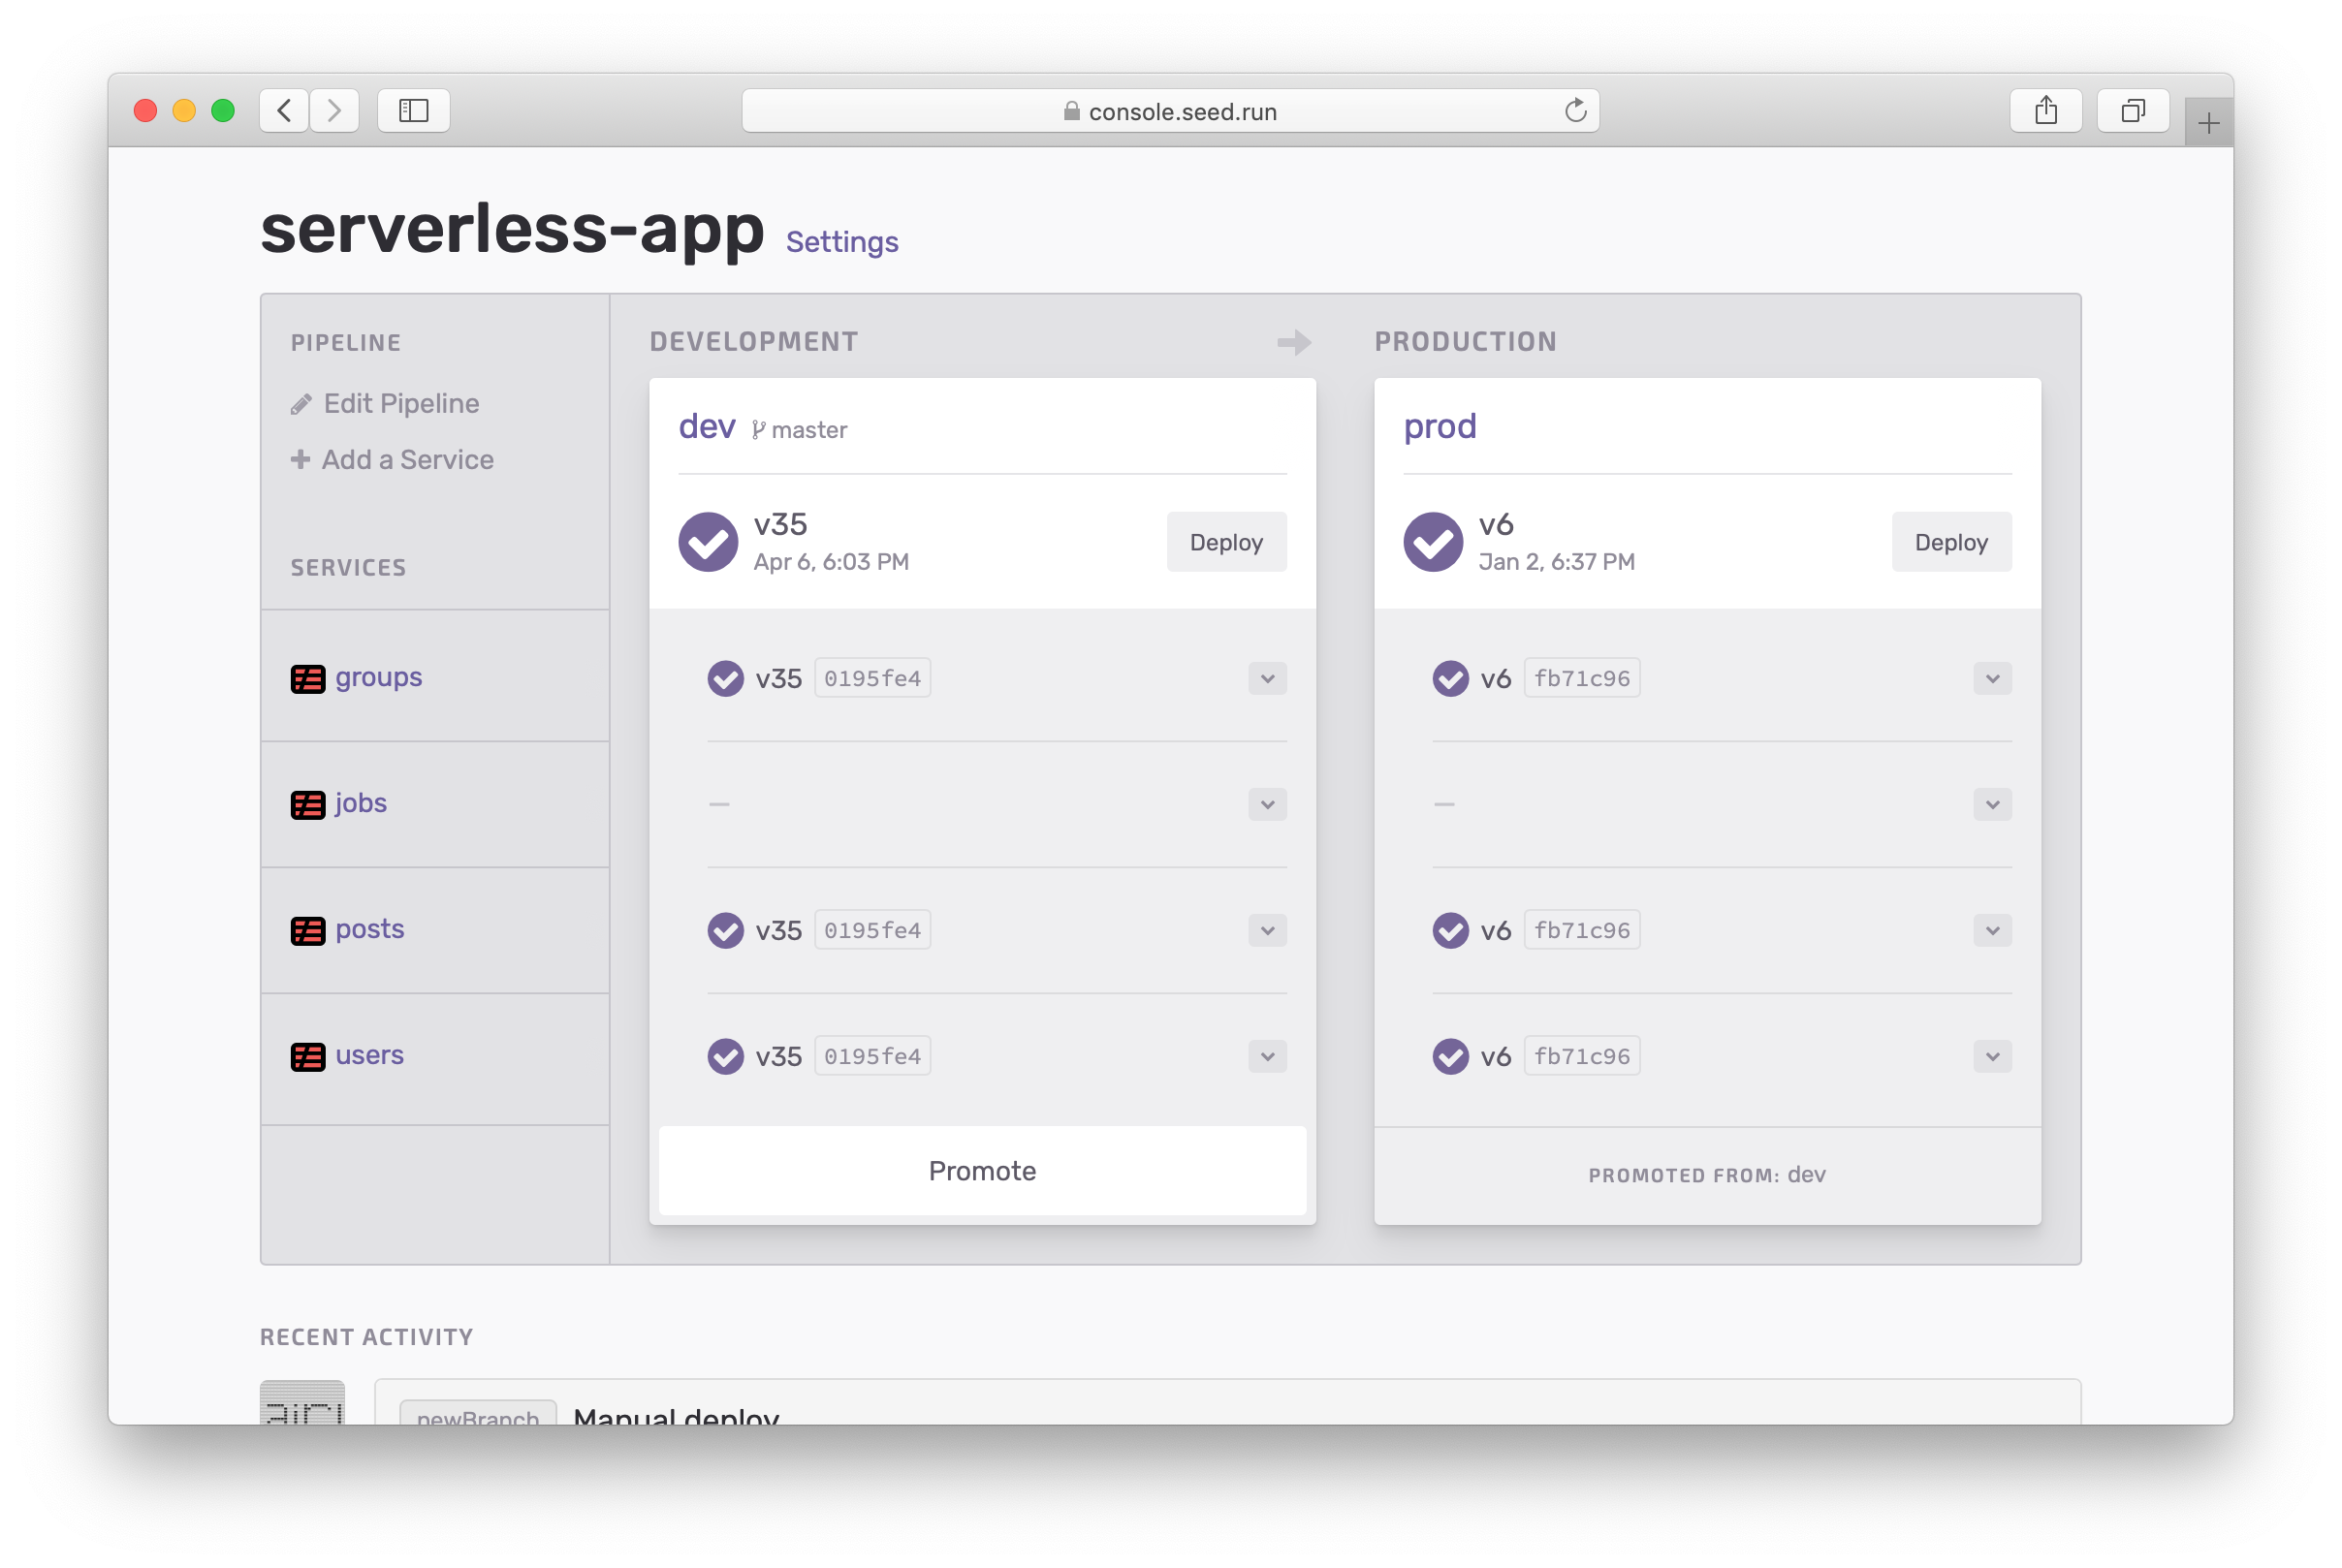 console.seed.run
serverless-app Settings
PIPELINE
Edit Pipeline
Add a Service
SERVICES
groups
jobs
posts
users
DEVELOPMENT
dev master
v35
Apr 6, 6:03 PM
Deploy
v35 0195fe4
–
v35 0195fe4
v35 0195fe4
Promote
PRODUCTION
prod
v6
Jan 2, 6:37 PM
Deploy
v6 fb71c96
–
v6 fb71c96
v6 fb71c96
PROMOTED FROM: dev
RECENT ACTIVITY
newBranch Manual deploy